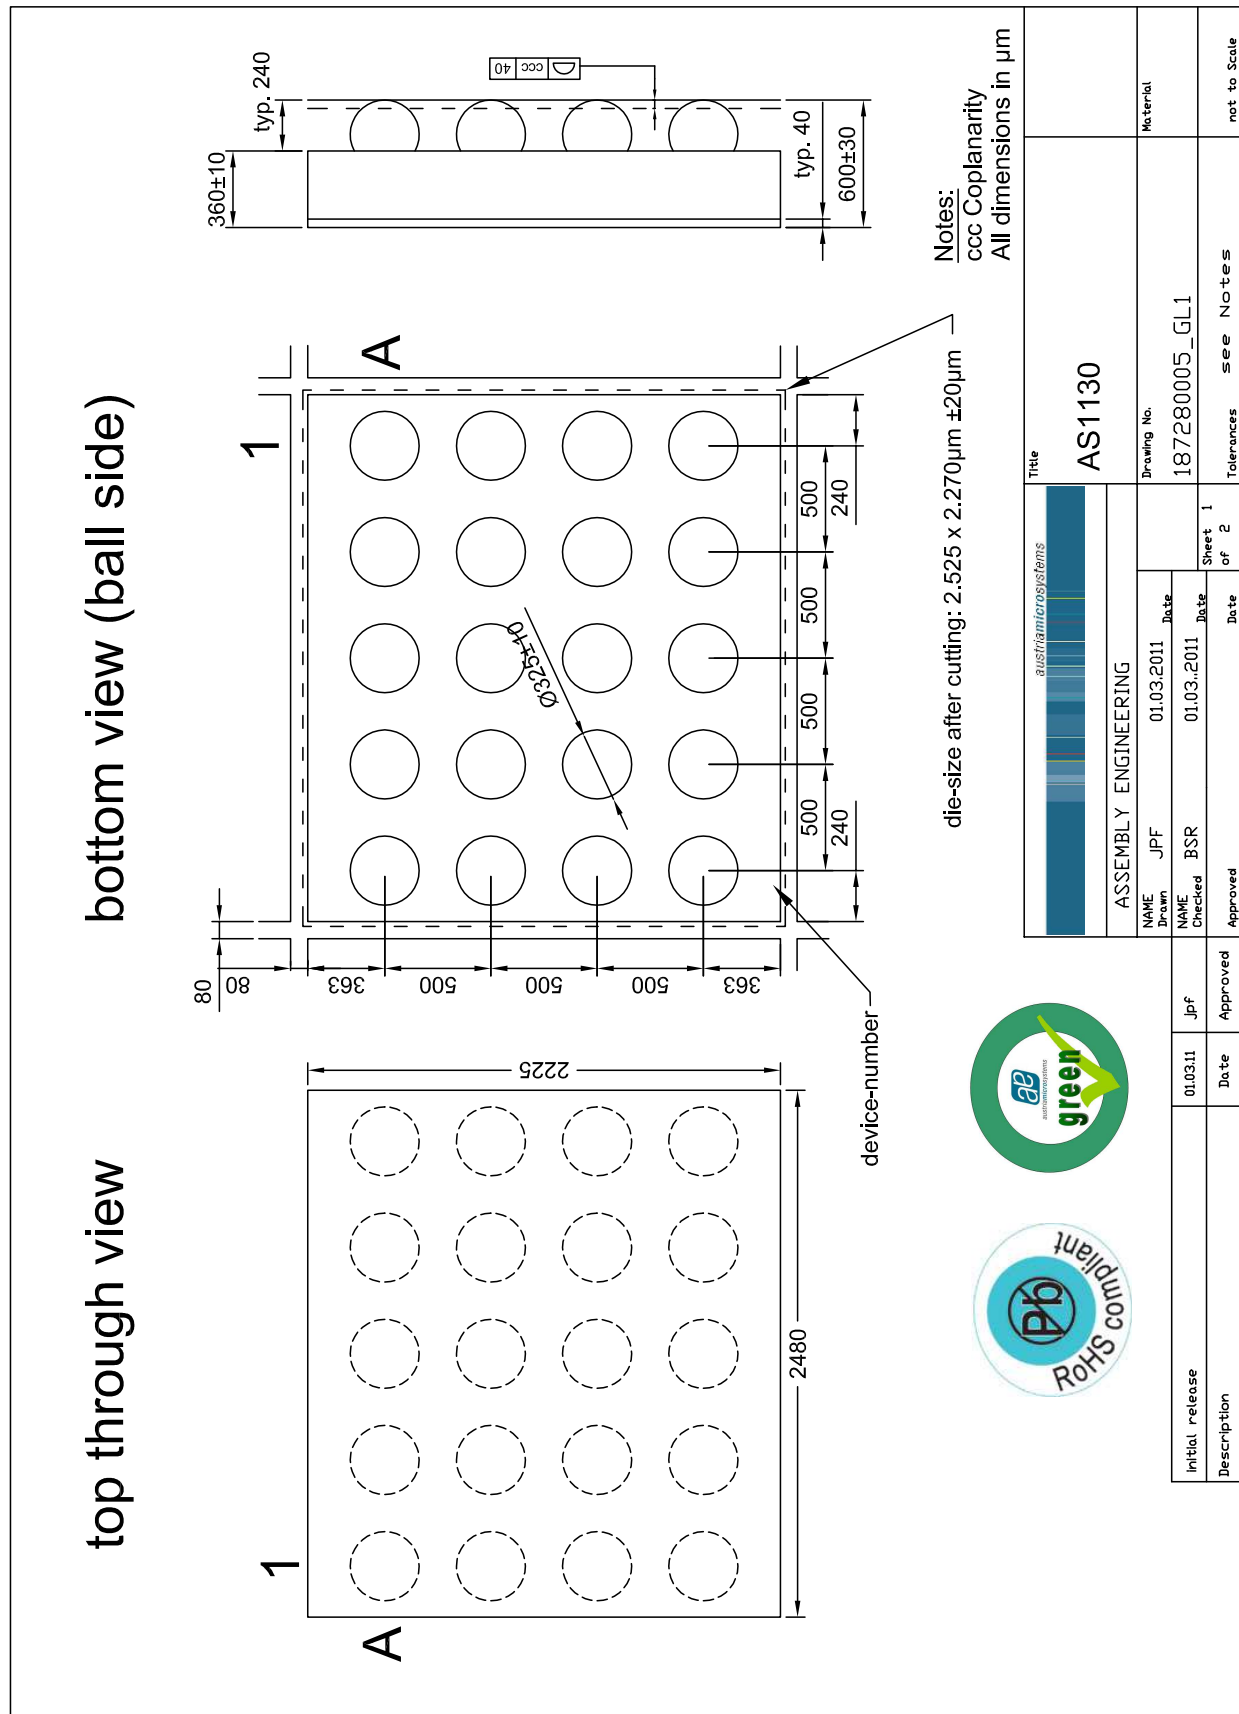 top through view
bottom view (ball side)
1
A
2225
2480
1
A
80
80
363
500
500
500
363
Ø325±10
500
500
500
500
240
240
device-number
die-size after cutting: 2.525 x 2.270µm ±20µm
360±10
typ. 240
ccc 40
typ. 40
600±30
Notes:
ccc Coplanarity
All dimensions in µm
RoHS compliant
Pb
austriamicrosystems
green
austriamicrosystems
ASSEMBLY ENGINEERING
Title
AS1130
NAME
Drawn JPF 01.03.2011 Date
NAME
Checked BSR 01.03..2011 Date
Approved Date
Sheet 1
of 2
Drawing No.
187280005_GL1
Tolerances see Notes
Material
not to Scale
Initial release 01.03.11 jpf
Description Date Approved